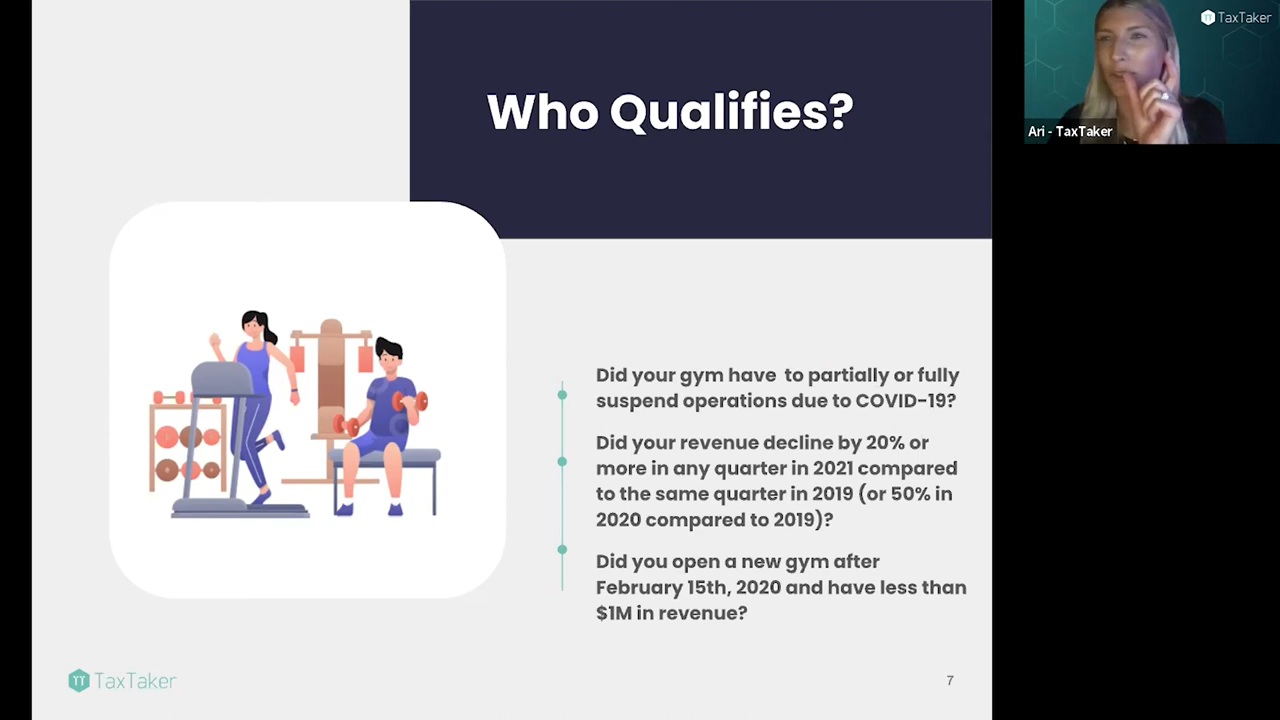 Who Qualifies?
TaxTaker
Ari - TaxTaker
Did your gym have  to partially or fully
suspend operations due to COVID-19?
Did your revenue decline by 20% or
more in any quarter in 2021 compared
to the same quarter in 2019 (or 50% in
2020 compared to 2019)?
Did you open a new gym after
February 15th, 2020 and have less than
$1M in revenue?
TaxTaker
7